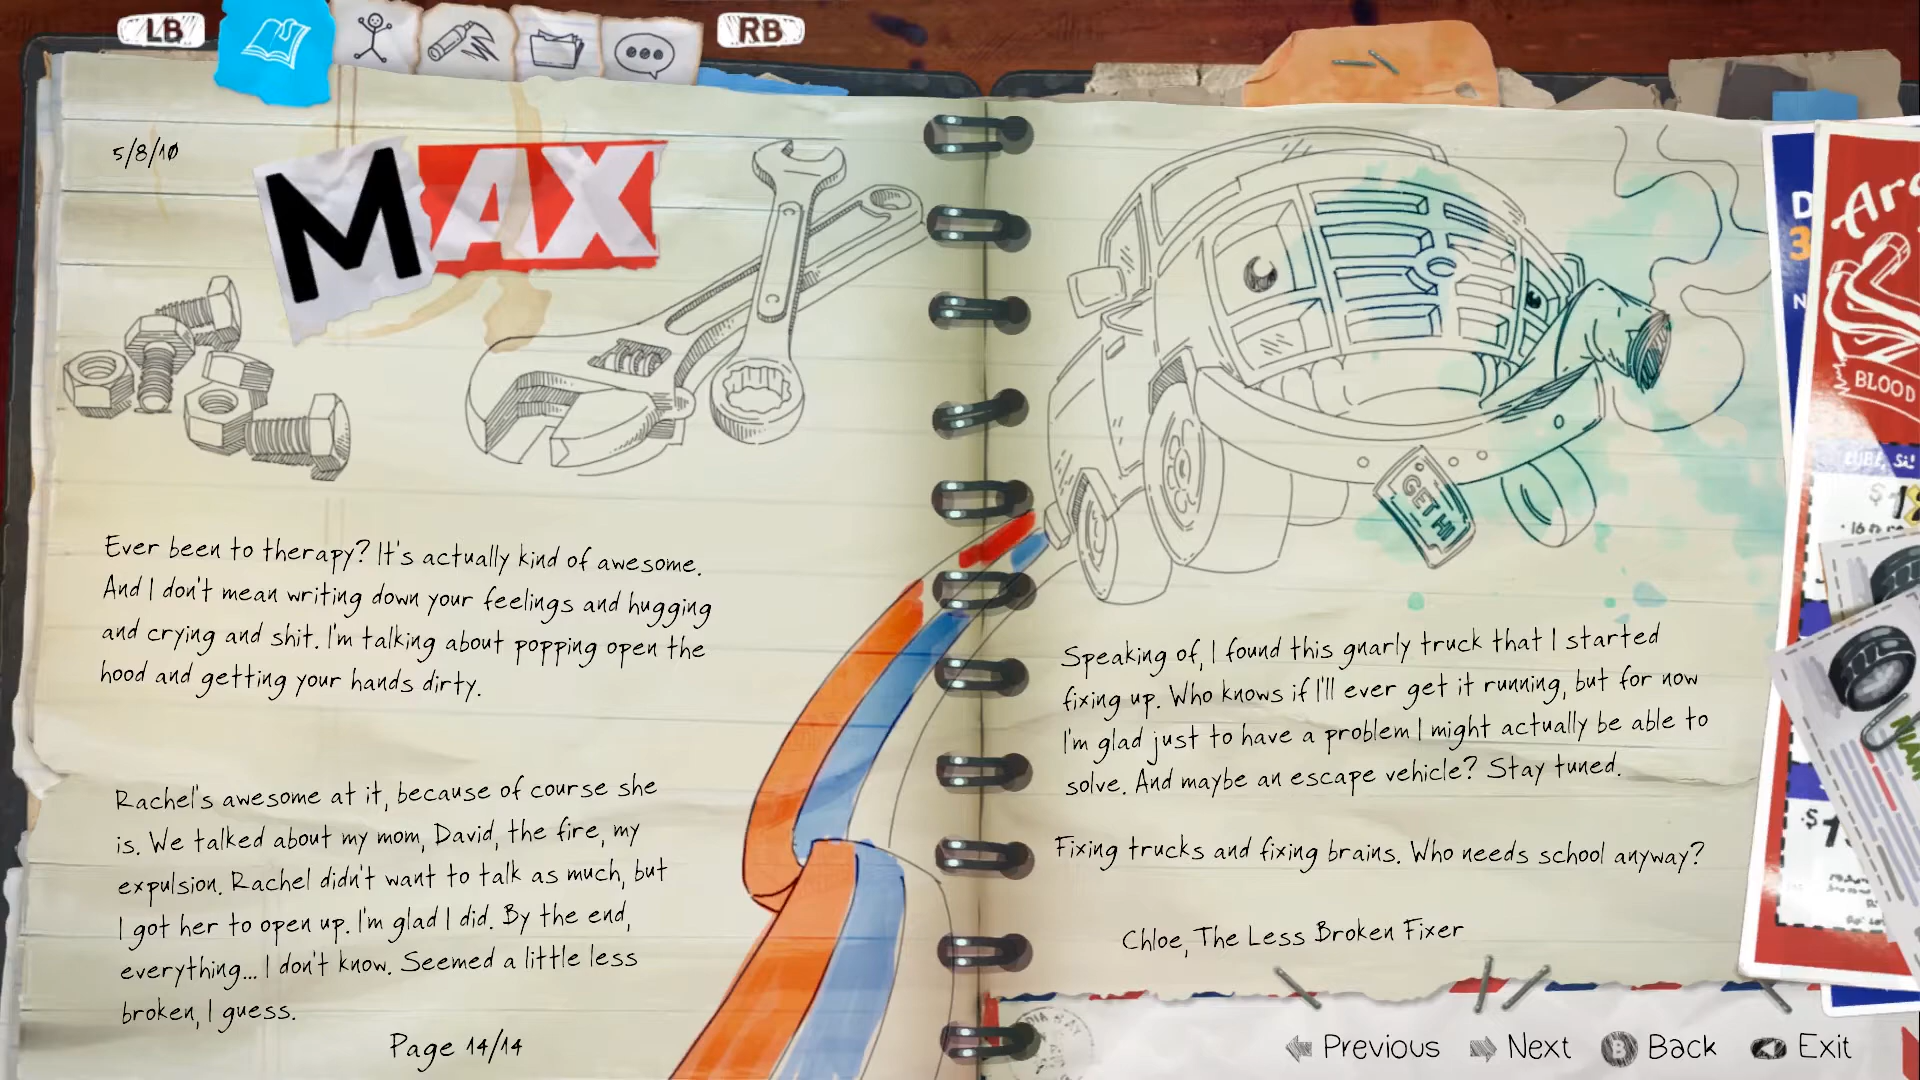 LB
RB
5/8/10
MAX
Ever been to therapy? It's actually kind of awesome.
And I don't mean writing down your feelings and hugging
and crying and shit. I'm talking about popping open the
hood and getting your hands dirty.
Rachel's awesome at it, because of course she
is. We talked about my mom, David, the fire, my
expulsion. Rachel didn't want to talk as much, but
I got her to open up. I'm glad I did. By the end,
everything... I don't know. Seemed a little less
broken, I guess.
Page 14/14
GET HI
Speaking of, I found this gnarly truck that I started
fixing up. Who knows if I'll ever get it running, but for now
I'm glad just to have a problem I might actually be able to
solve. And maybe an escape vehicle? Stay tuned.
Fixing trucks and fixing brains. Who needs school anyway?
Chloe, The Less Broken Fixer
BLOOD
Previous
Next
B Back
Exit